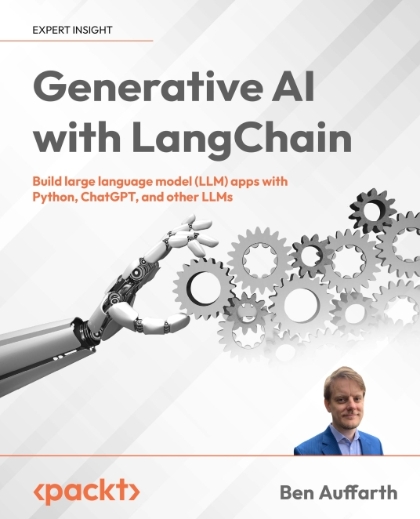 EXPERT INSIGHT
Generative AI
with LangChain
Build large language model (LLM) apps with
Python, ChatGPT, and other LLMs
<packt>
Ben Auffarth